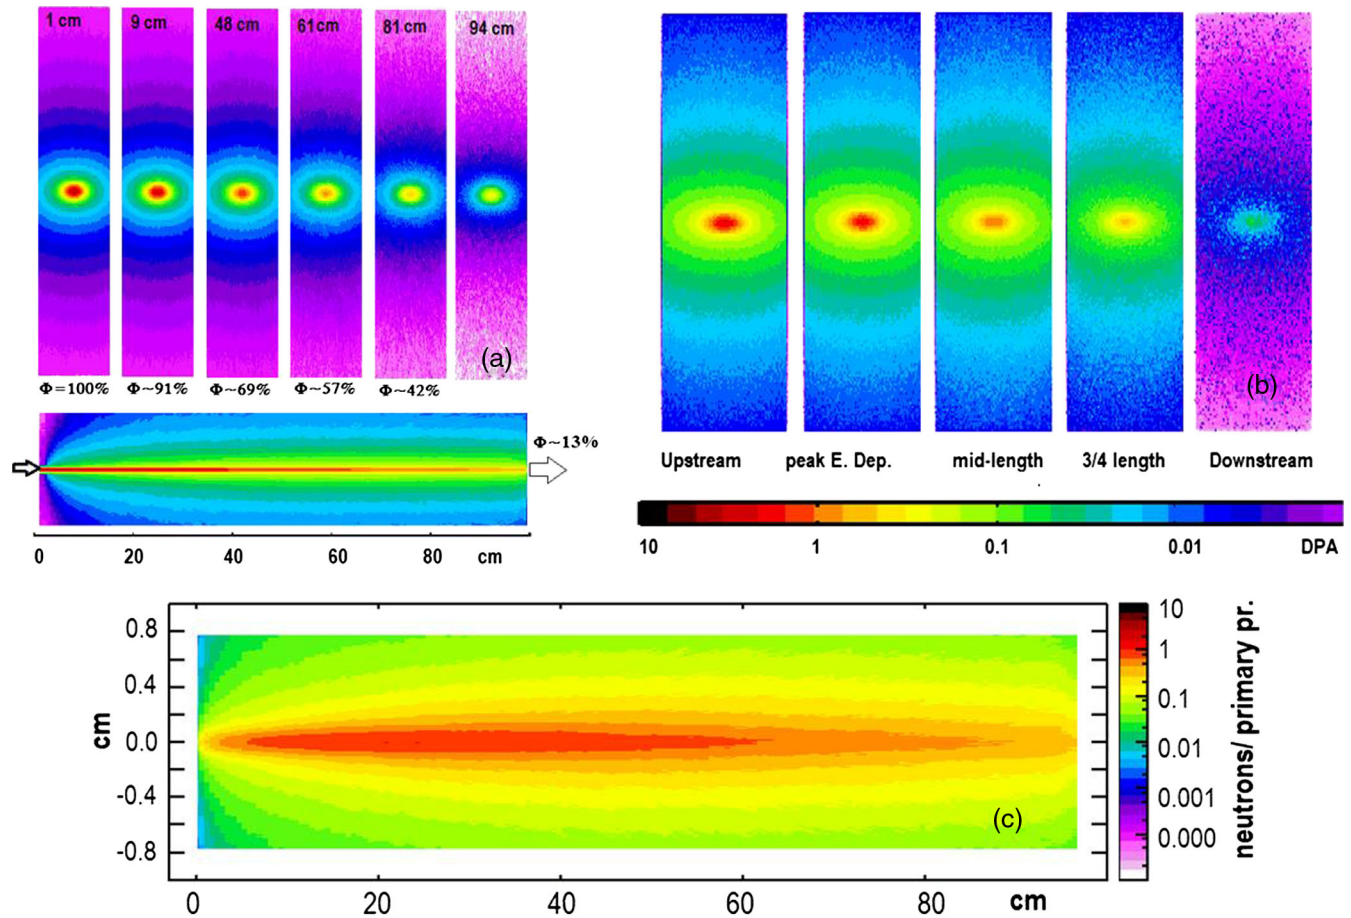 1 cm 9 cm 48 cm 61cm 81 cm 94 cm
(a)
Φ=100% Φ~91% Φ~69% Φ~57% Φ~42%
Φ~13%
0 20 40 60 80 cm
(b)
Upstream peak E. Dep. mid-length 3/4 length Downstream
10 1 0.1 0.01 DPA
0.8
0.4
0.0
-0.4
-0.8
cm
(c)
0 20 40 60 80 cm
10
1
0.1
0.01
0.001
0.000
neutrons/ primary pr.